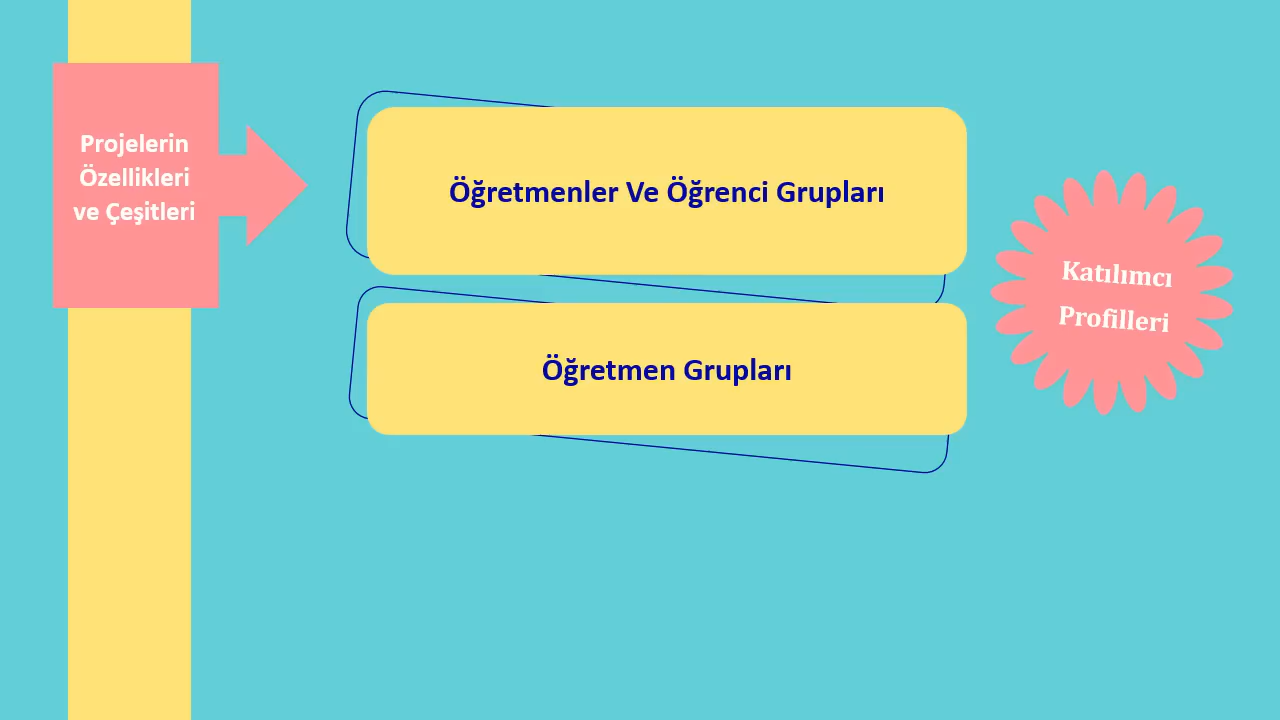 Projelerin
Özellikleri
ve Çeşitleri
Öğretmenler Ve Öğrenci Grupları
Öğretmen Grupları
Katılımcı
Profilleri